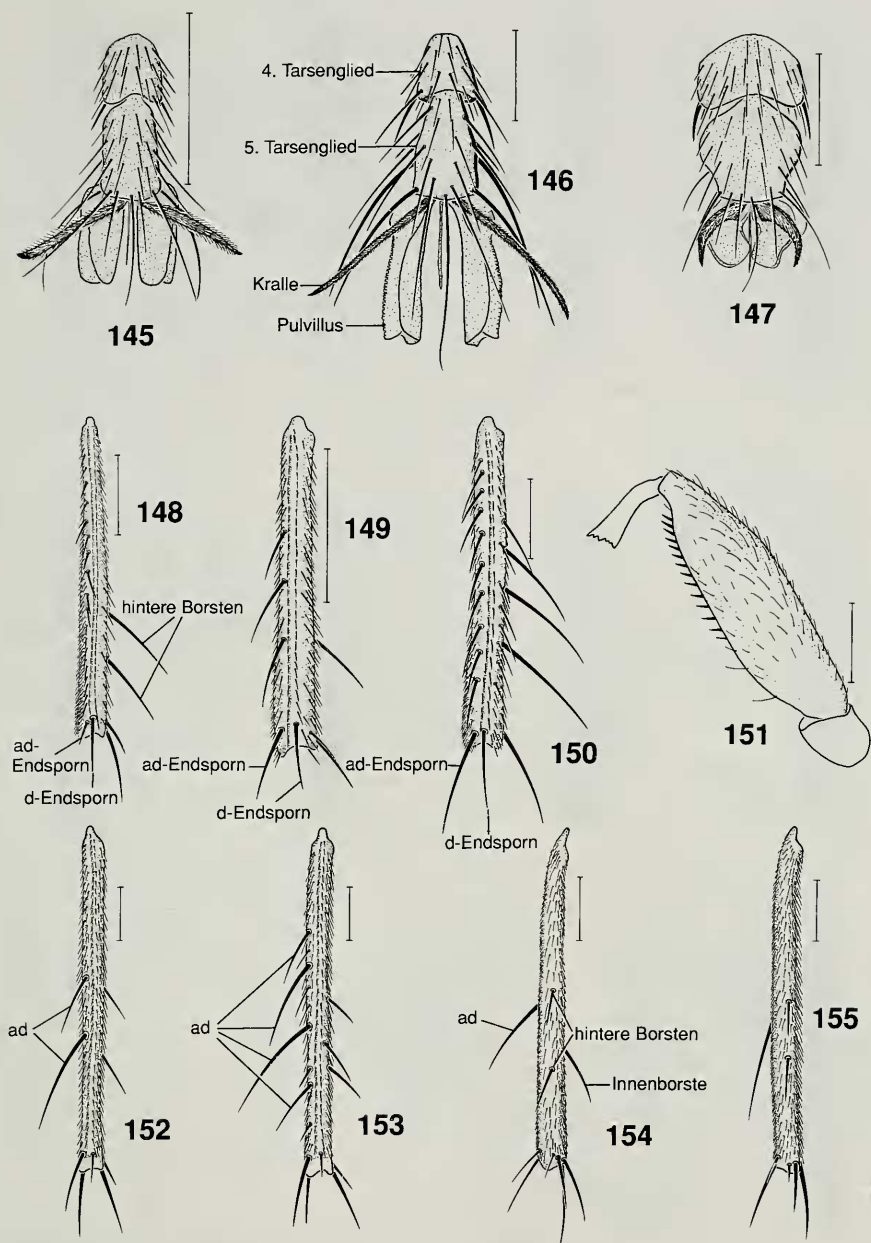 4. Tarsenglied
5. Tarsenglied
Kralle
Pulvillus
145
146
147
148
hintere Borsten
ad-
Endsporn
d-Endsporn
149
ad-Endsporn
d-Endsporn
150
ad-Endsporn
d-Endsporn
151
ad
152
ad
153
ad
hintere Borsten
Innenborste
154
155